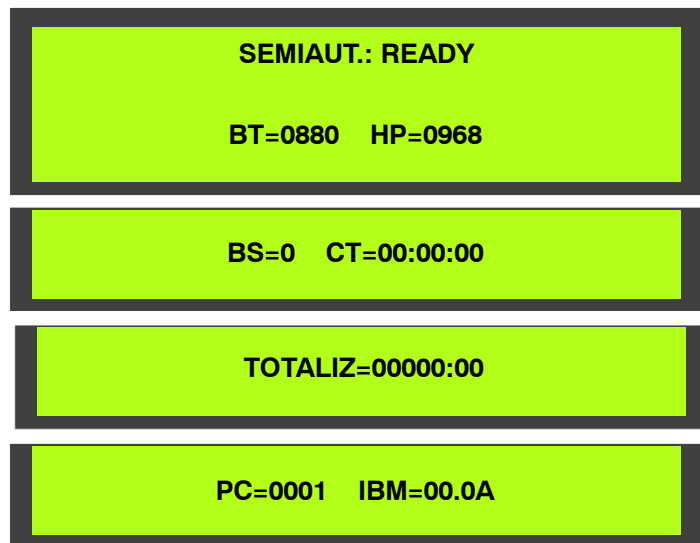 SEMIAUT.: READY
BT=0880 HP=0968
BS=0 CT=00:00:00
TOTALIZ=00000:00
PC=0001 IBM=00.0A